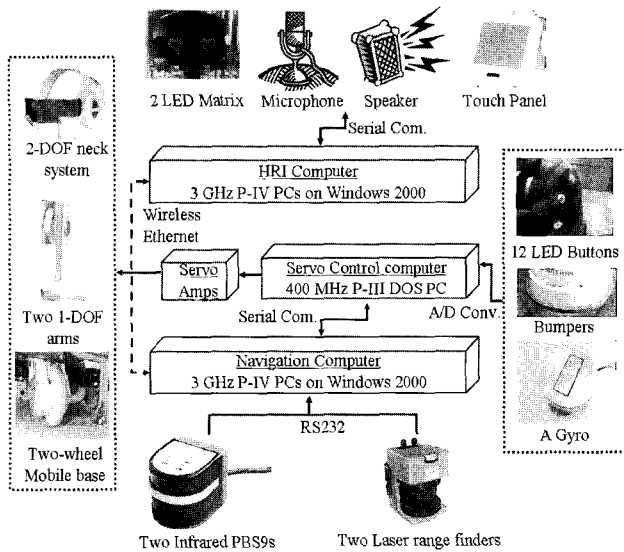 2 LED Matrix
Microphone
Speaker
Touch Panel
2-DOF neck
system
Serial Com.
HRI Computer
3 GHz P-IV PCs on Windows 2000
Wireless
Ethernet
12 LED Buttons
Servo
Amps
Servo Control computer
400 MHz P-III DOS PC
Two 1-DOF
arms
Serial Com.
A/D Conv.
Bumpers
Navigation Computer
3 GHz P-IV PCs on Windows 2000
RS232
A Gyro
Two-wheel
Mobile base
Two Infrared PBS9s
Two Laser range finders